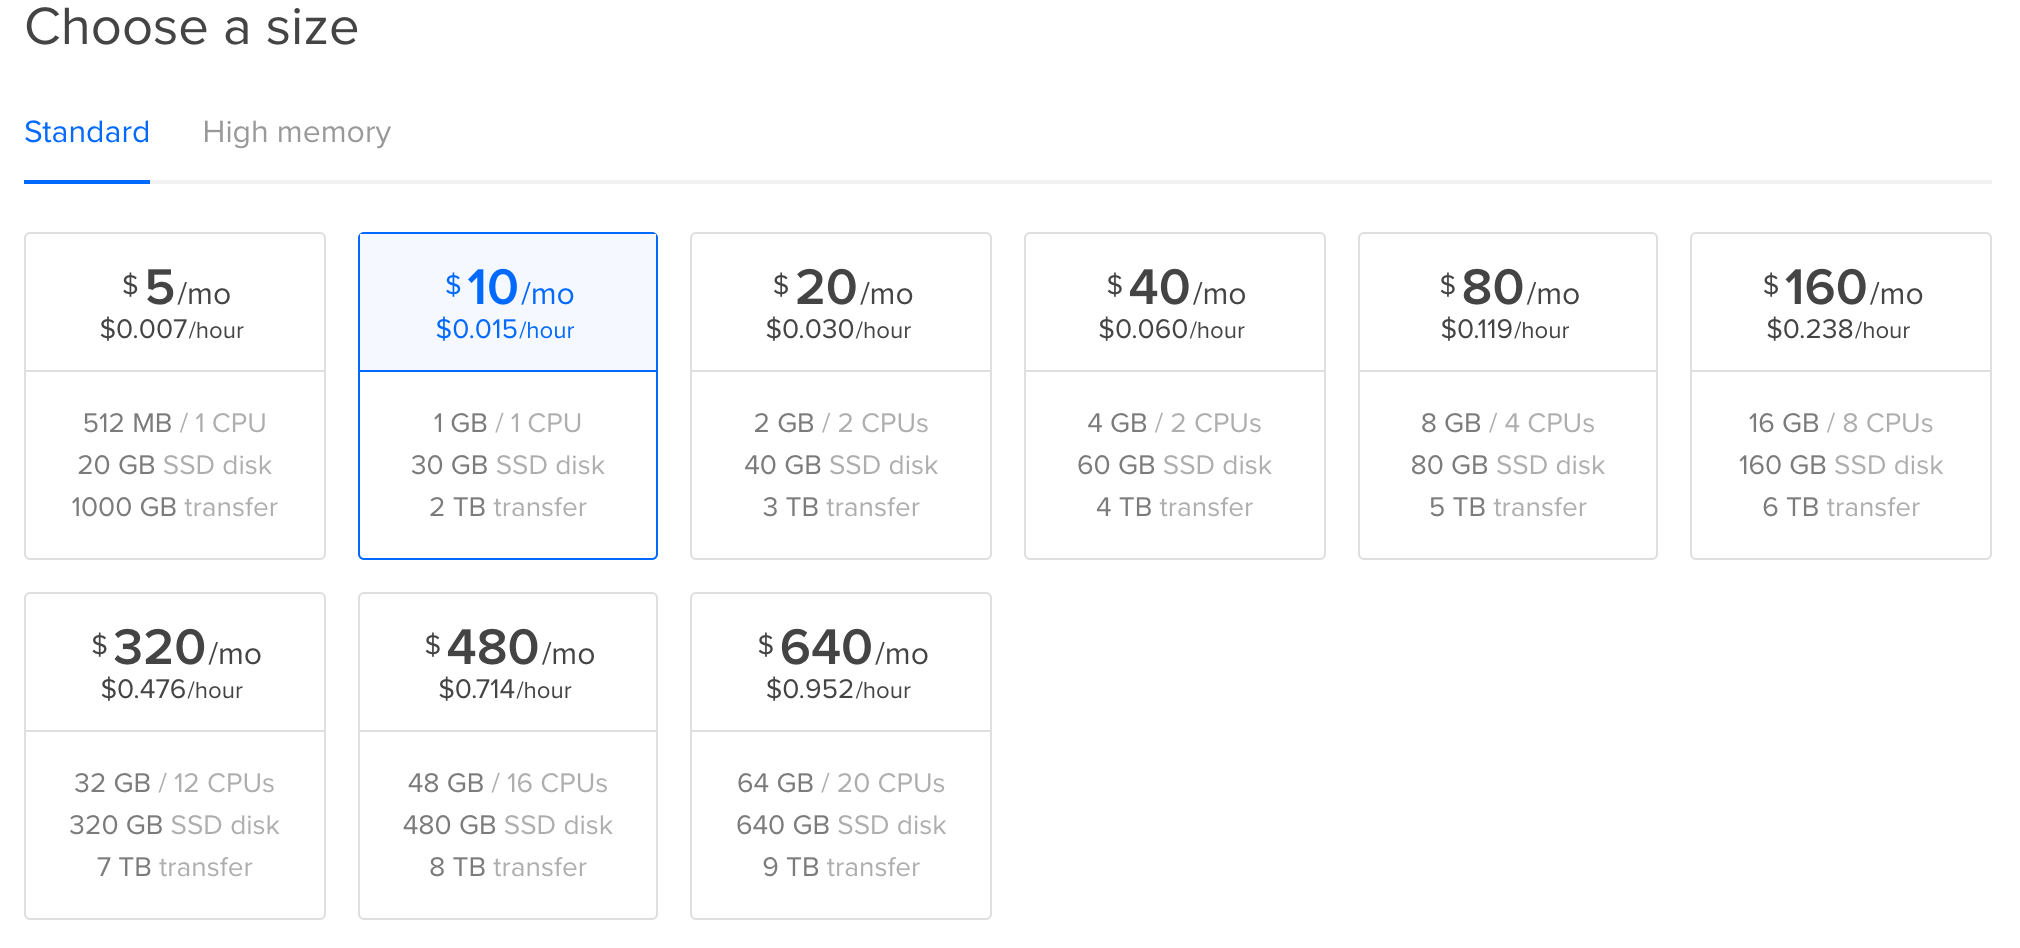 Choose a size
Standard High memory
$5/mo
$0.007/hour
512 MB / 1 CPU
20 GB SSD disk
1000 GB transfer
$10/mo
$0.015/hour
1 GB / 1 CPU
30 GB SSD disk
2 TB transfer
$20/mo
$0.030/hour
2 GB / 2 CPUs
40 GB SSD disk
3 TB transfer
$40/mo
$0.060/hour
4 GB / 2 CPUs
60 GB SSD disk
4 TB transfer
$80/mo
$0.119/hour
8 GB / 4 CPUs
80 GB SSD disk
5 TB transfer
$160/mo
$0.238/hour
16 GB / 8 CPUs
160 GB SSD disk
6 TB transfer
$320/mo
$0.476/hour
32 GB / 12 CPUs
320 GB SSD disk
7 TB transfer
$480/mo
$0.714/hour
48 GB / 16 CPUs
480 GB SSD disk
8 TB transfer
$640/mo
$0.952/hour
64 GB / 20 CPUs
640 GB SSD disk
9 TB transfer